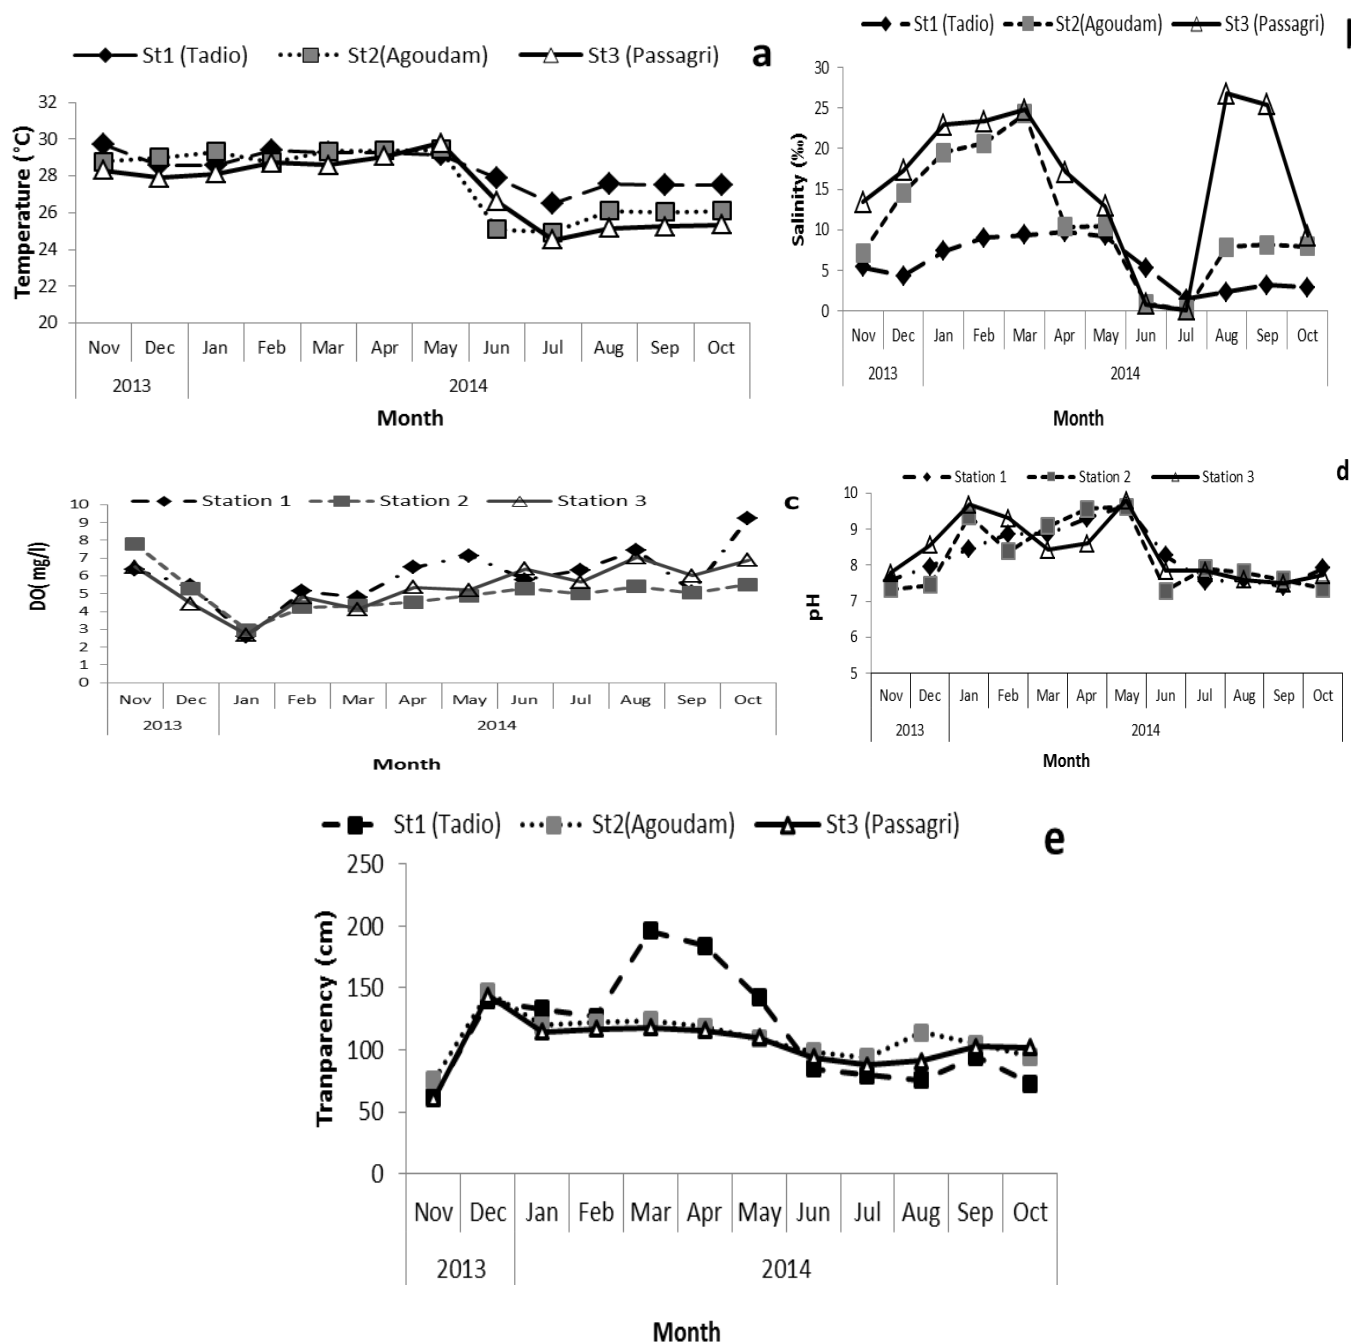 St1 (Tadio) St2(Agoudam) St3 (Passagri) a
Temperature (°C)
32
30
28
26
24
22
20
Nov Dec Jan Feb Mar Apr May Jun Jul Aug Sep Oct
2013 2014
Month
St1 (Tadio) St2(Agoudam) St3 (Passagri)
Salinity (‰)
30
25
20
15
10
5
0
Nov Dec Jan Feb Mar Apr May Jun Jul Aug Sep Oct
2013 2014
Month
Station 1 Station 2 Station 3 c
DO( mg/l)
10
9
8
7
6
5
4
3
2
1
0
Nov Dec Jan Feb Mar Apr May Jun Jul Aug Sep Oct
2013 2014
Month
Station 1 Station 2 Station 3 d
pH
10
9
8
7
6
5
Nov Dec Jan Feb Mar Apr May Jun Jul Aug Sep Oct
2013 2014
Month
St1 (Tadio) St2(Agoudam) St3 (Passagri) e
Tranparency (cm)
250
200
150
100
50
0
Nov Dec Jan Feb Mar Apr May Jun Jul Aug Sep Oct
2013 2014
Month